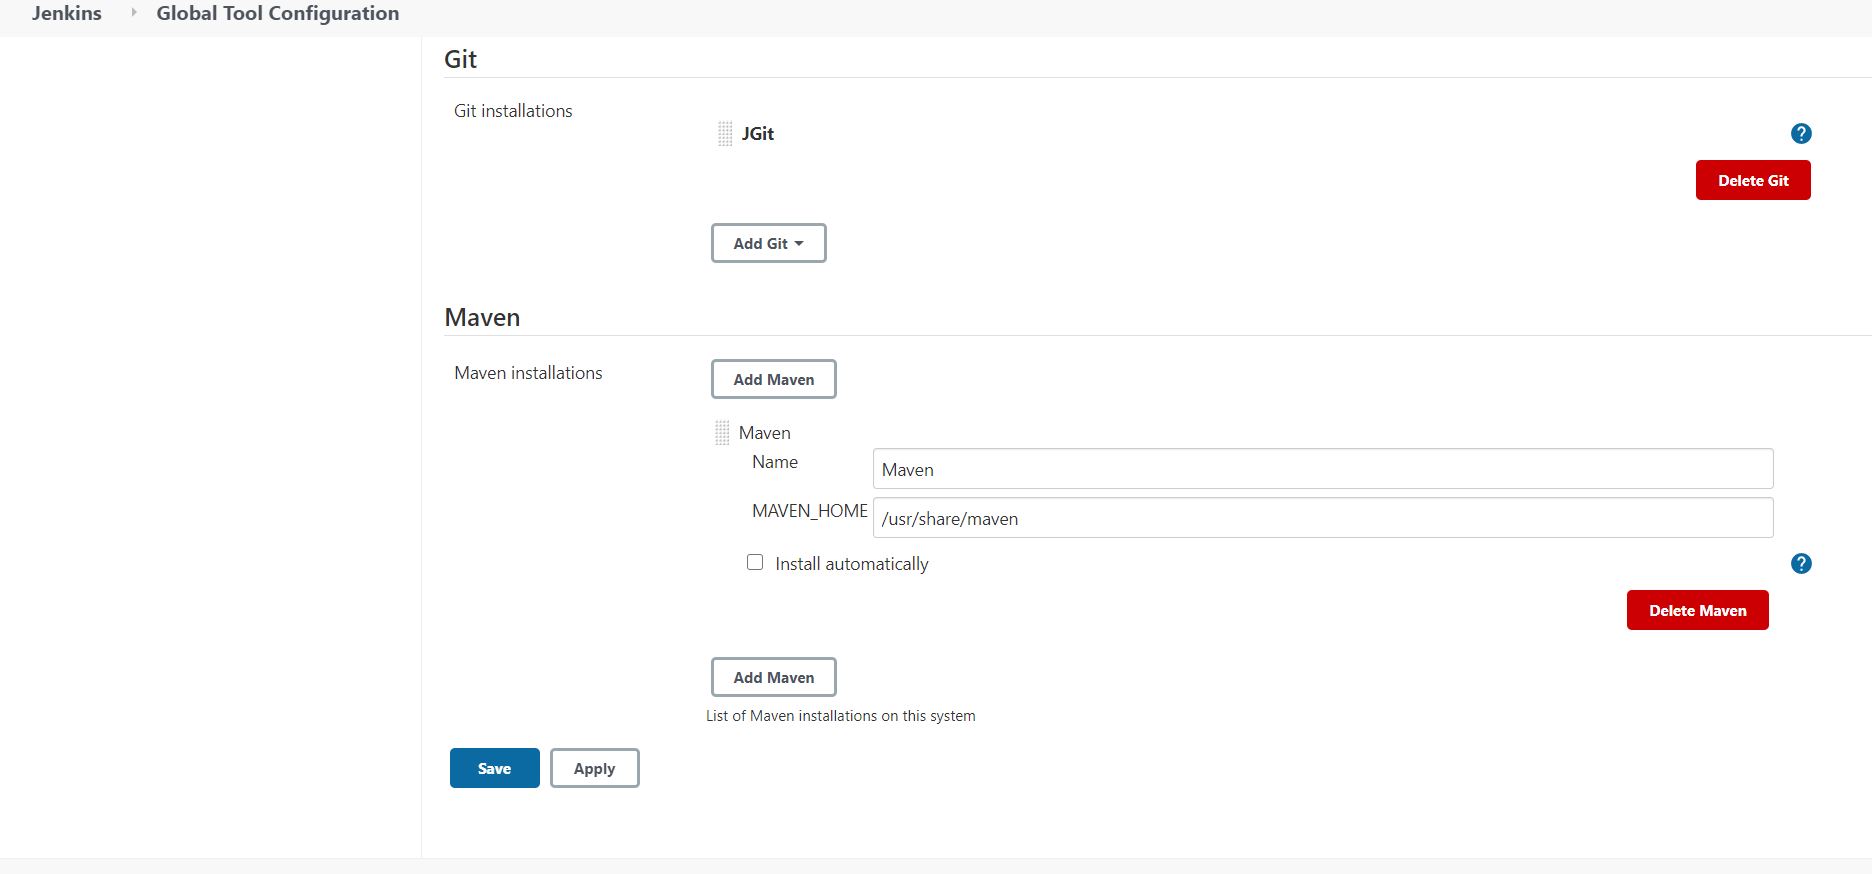 Jenkins Global Tool Configuration
Git
Git installations
JGit
?
Delete Git
Add Git
Maven
Maven installations
Add Maven
Maven
Name
Maven
MAVEN_HOME
/usr/share/maven
Install automatically
?
Delete Maven
Add Maven
List of Maven installations on this system
Save
Apply